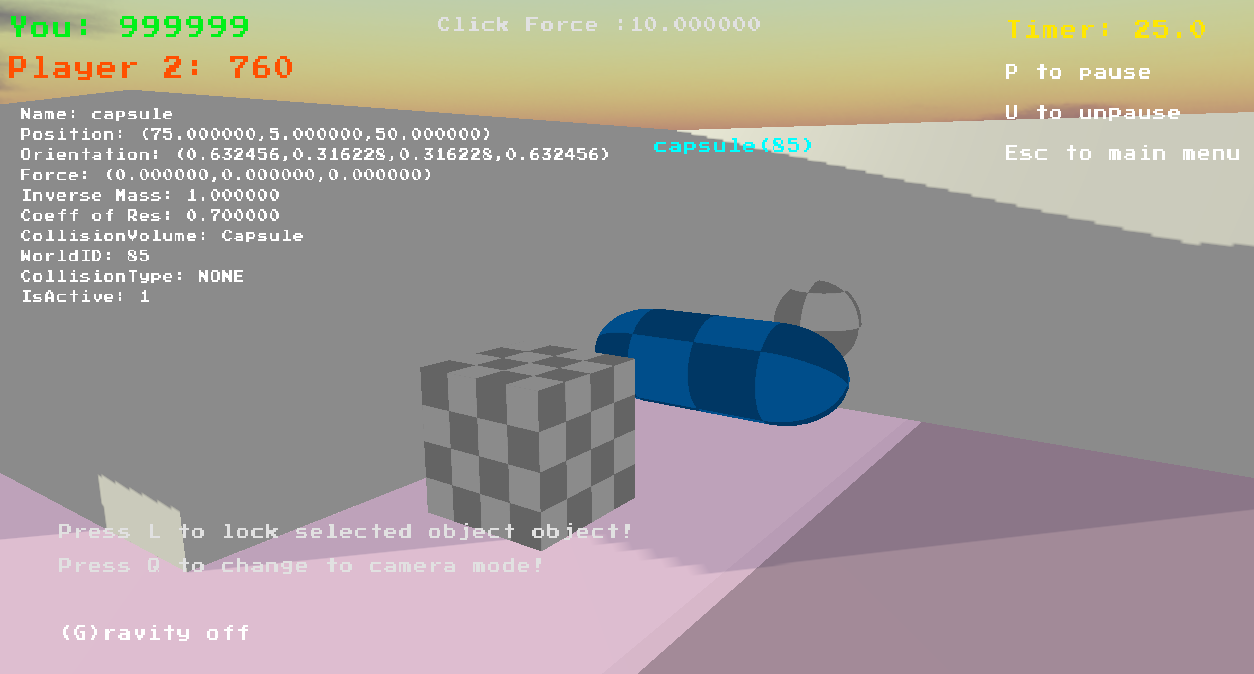 You: 999999
Click Force :10.000000
Timer: 25.0
Player 2: 760
P to pause
U to unpause
Esc to main menu
Name: capsule
Position: (75.000000,5.000000,50.000000)
Orientation: (0.632456,0.316228,0.316228,0.632456)
Force: (0.000000,0.000000,0.000000)
Inverse Mass: 1.000000
Coeff of Res: 0.700000
CollisionVolume: Capsule
WorldID: 85
CollisionType: NONE
IsActive: 1
capsule(85)
Press L to lock selected object object!
Press Q to change to camera mode!
(G)ravity off